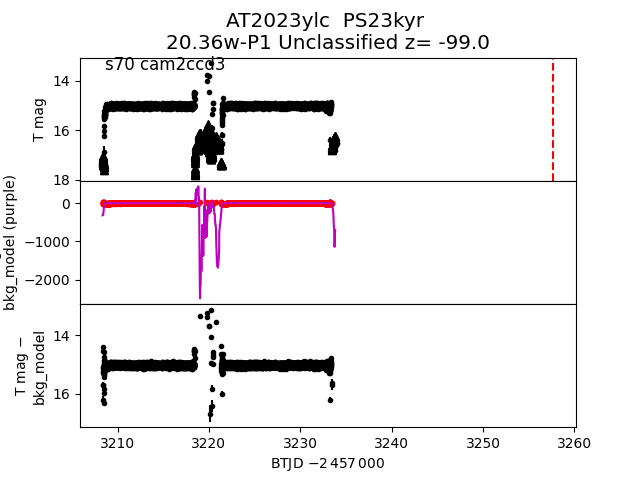 AT2023ylc  PS23kyr
20.36w-P1 Unclassified z= -99.0
s70 cam2ccd3
T mag
14
16
18
bkg_model (purple)
0
−1000
−2000
T mag −
bkg_model
14
16
3210
3220
3230
3240
3250
3260
BTJD −2 457 000